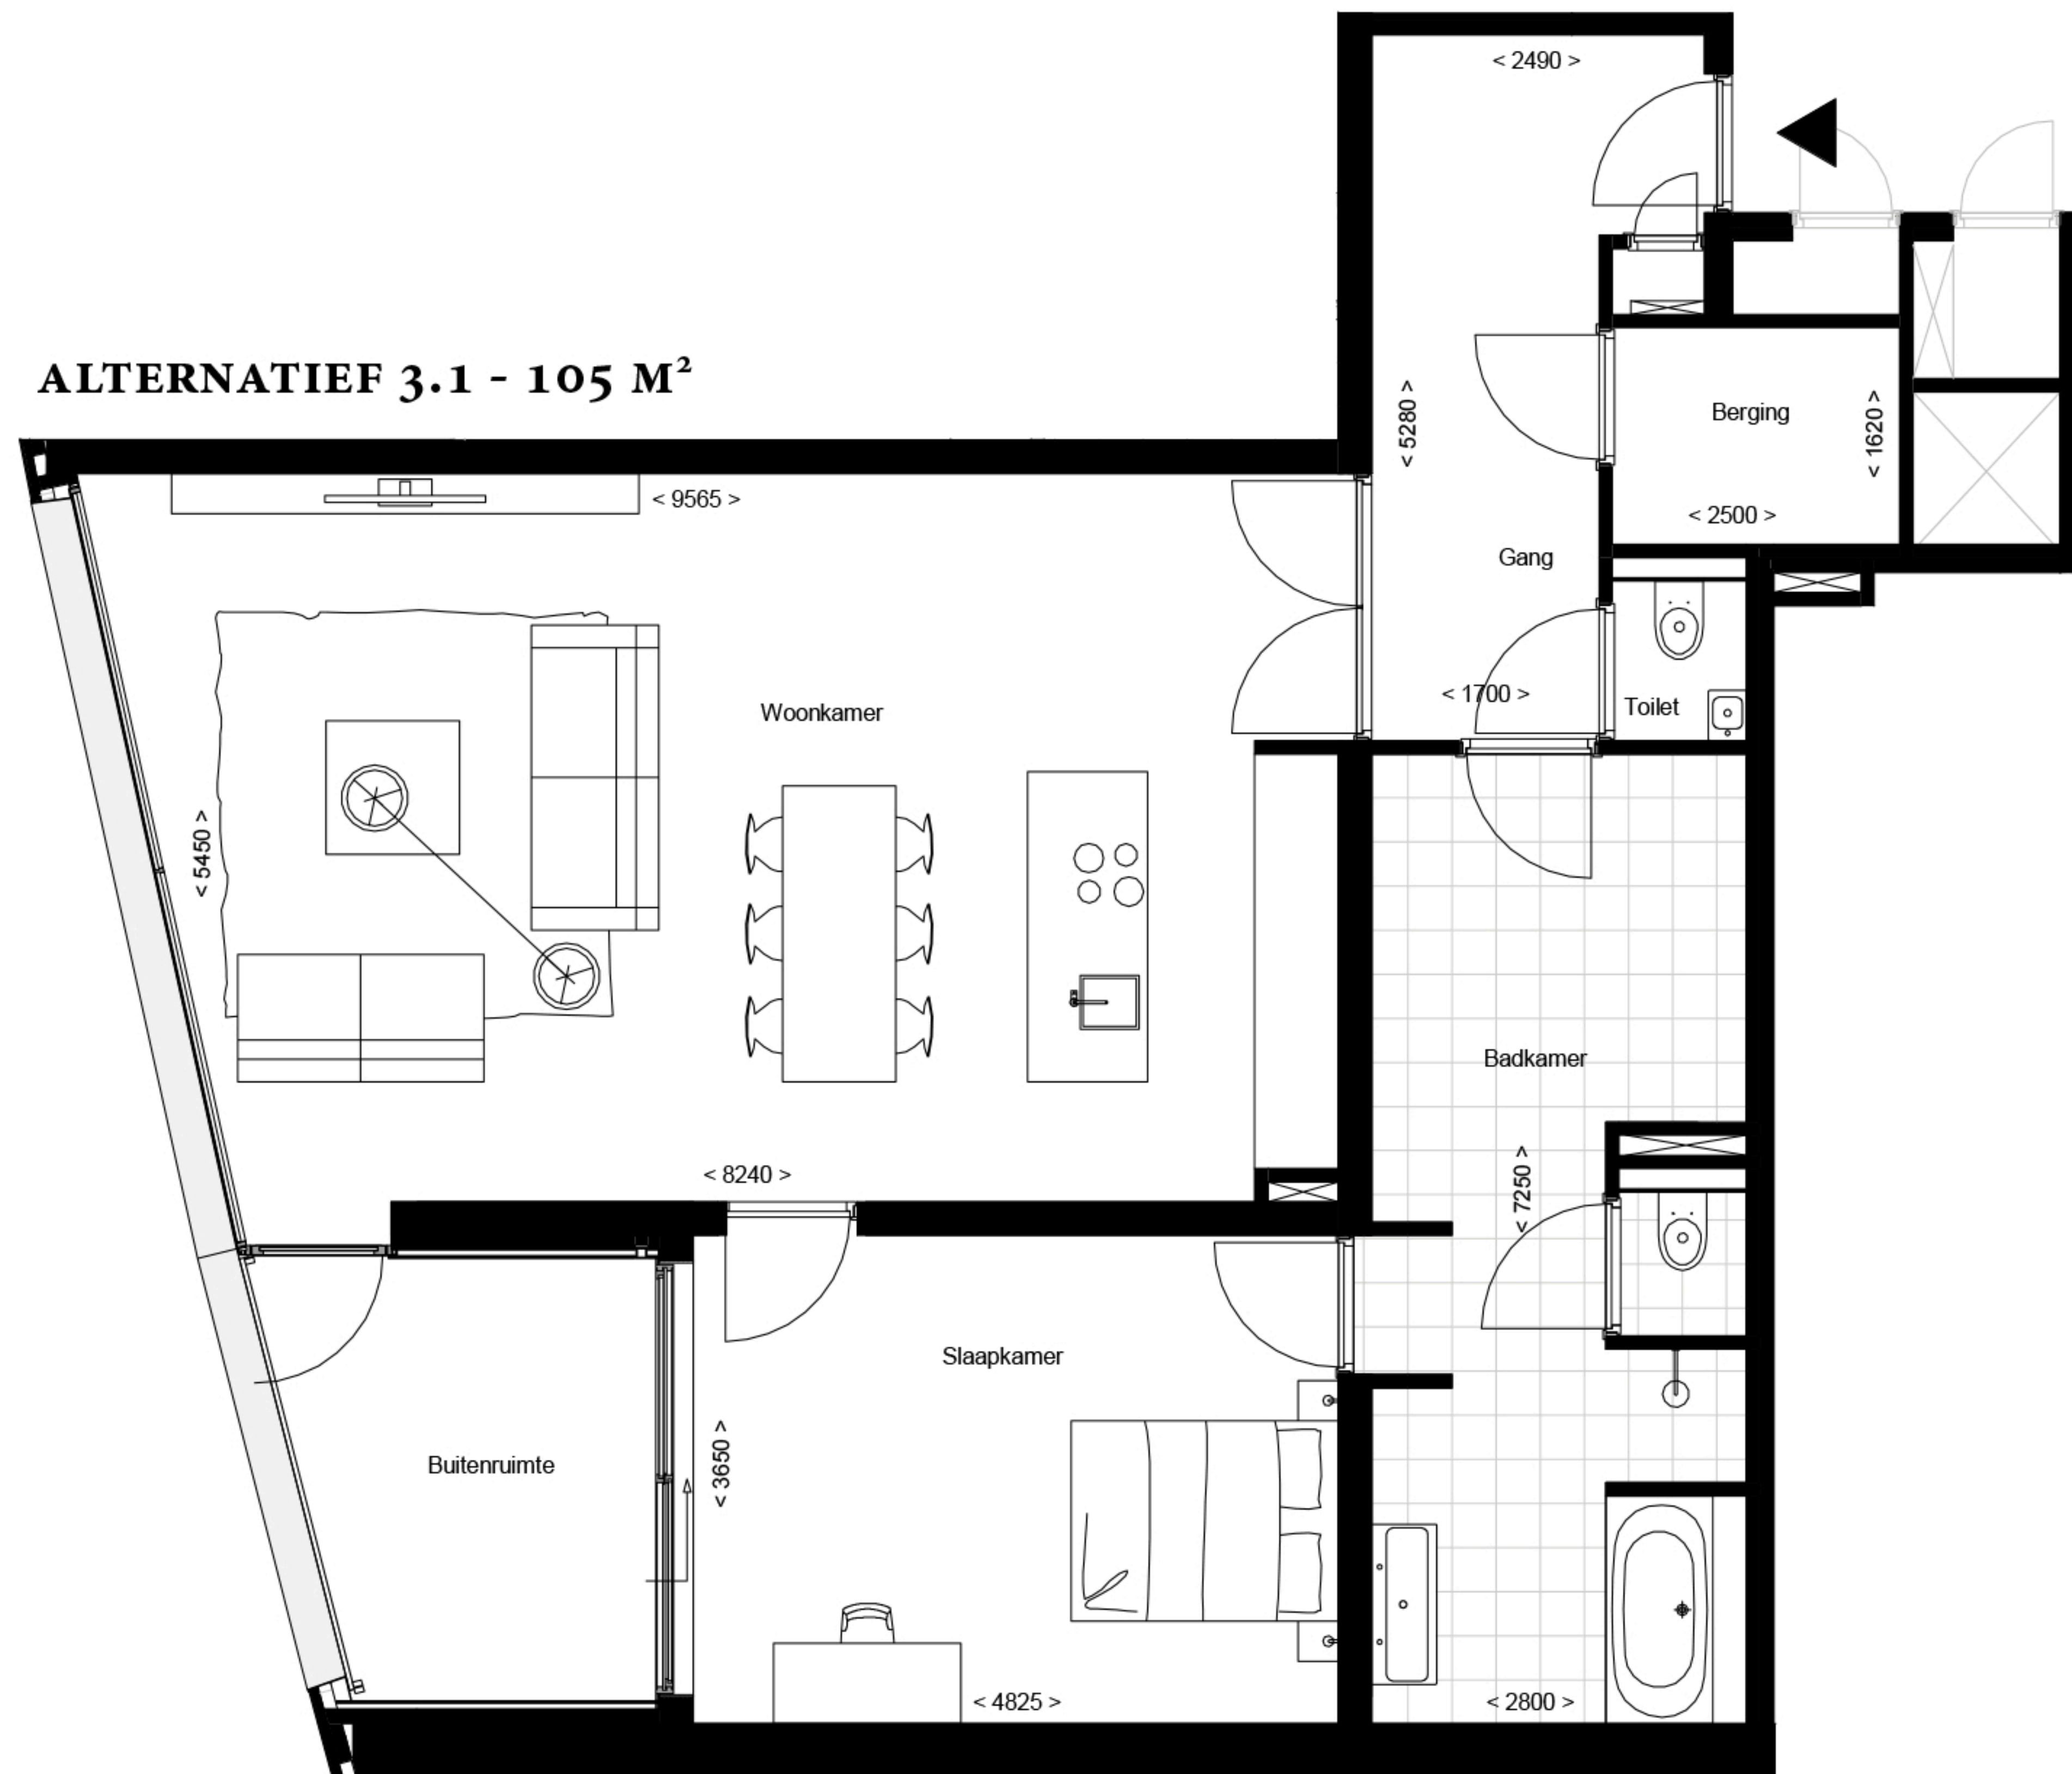 < 2490 >
ALTERNATIEF 3.1 - 105 M²
< 5280 >
Berging
< 1620 >
< 9565 >
< 2500 >
Gang
< 1700 >
Toilet
Woonkamer
< 5450 >
Badkamer
< 8240 >
< 7250 >
Slaapkamer
Buitenruimte
< 3650 >
< 4825 >
< 2800 >